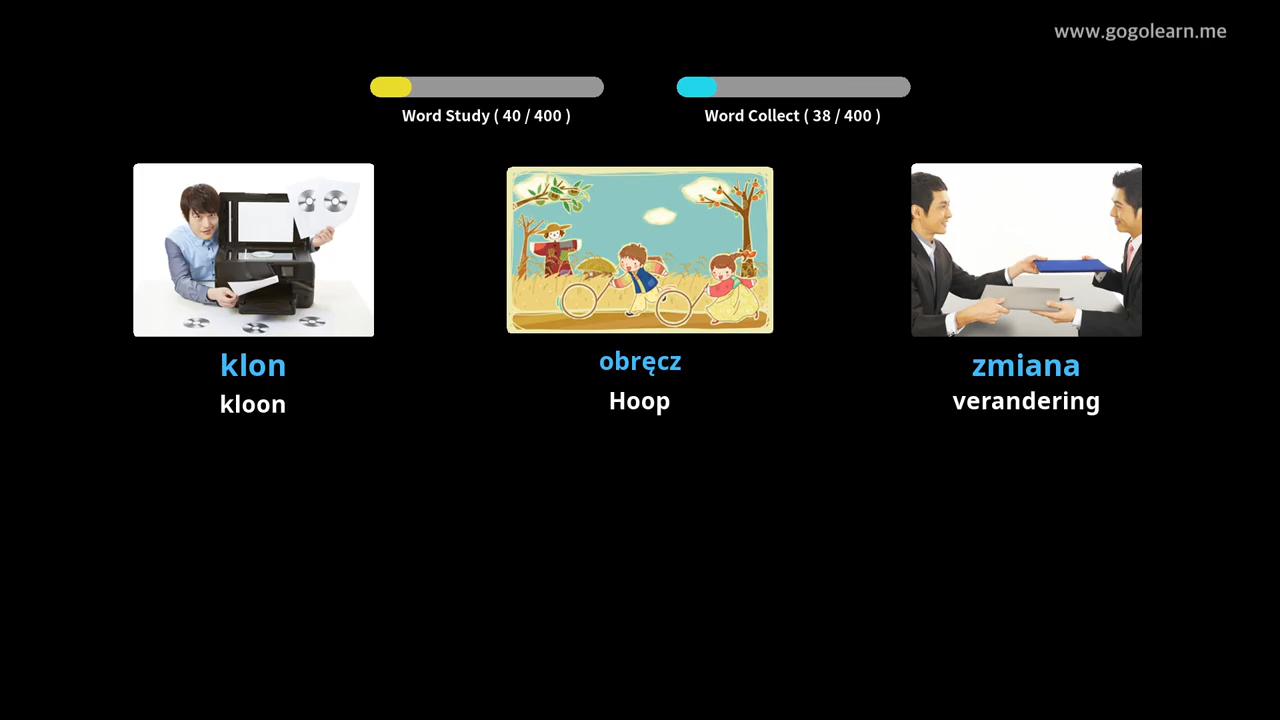 www.gogolearn.me
Word Study ( 40 / 400 )
Word Collect ( 38 / 400 )
klon
kloon
obręcz
Hoop
zmiana
verandering